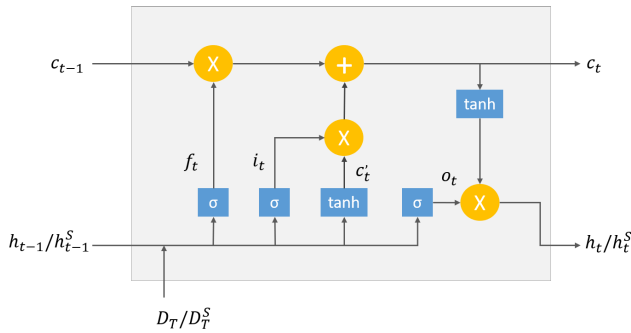 c_{t-1} X + c_t
tanh
X
f_t i_t c'_t o_t
σ σ tanh σ X
h_{t-1}/h^S_{t-1} h_t/h^S_t
D_T/D^S_T